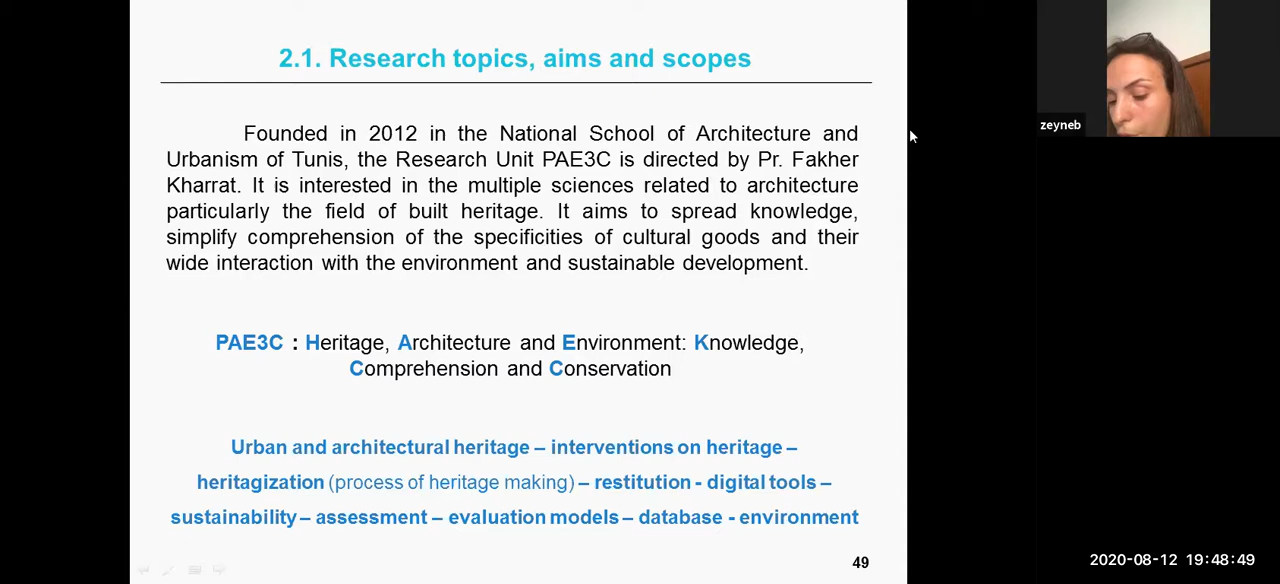 2.1. Research topics, aims and scopes
Founded in 2012 in the National School of Architecture and
Urbanism of Tunis, the Research Unit PAE3C is directed by Pr. Fakher
Kharrat. It is interested in the multiple sciences related to architecture
particularly the field of built heritage. It aims to spread knowledge,
simplify comprehension of the specificities of cultural goods and their
wide interaction with the environment and sustainable development.
PAE3C : Heritage, Architecture and Environment: Knowledge,
Comprehension and Conservation
Urban and architectural heritage – interventions on heritage –
heritagization (process of heritage making) – restitution - digital tools –
sustainability – assessment – evaluation models – database - environment
49
zeyneb
2020-08-12 19:48:49